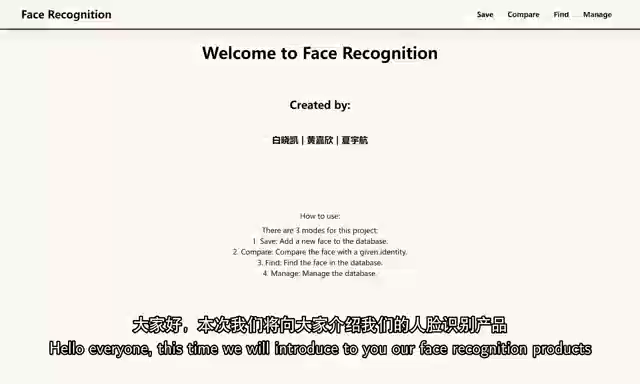 Face Recognition
Save Compare Find Manage
Welcome to Face Recognition
Created by:
白晓凯 | 黄嘉欣 | 夏宇航
How to use:
There are 3 modes for this project:
1. Save: Add a new face to the database.
2. Compare: Compare the face with a given identity.
3. Find: Find the face in the database.
4. Manage: Manage the database.
大家好，本次我们将向大家介绍我们的人脸识别产品
Hello everyone, this time we will introduce to you our face recognition products